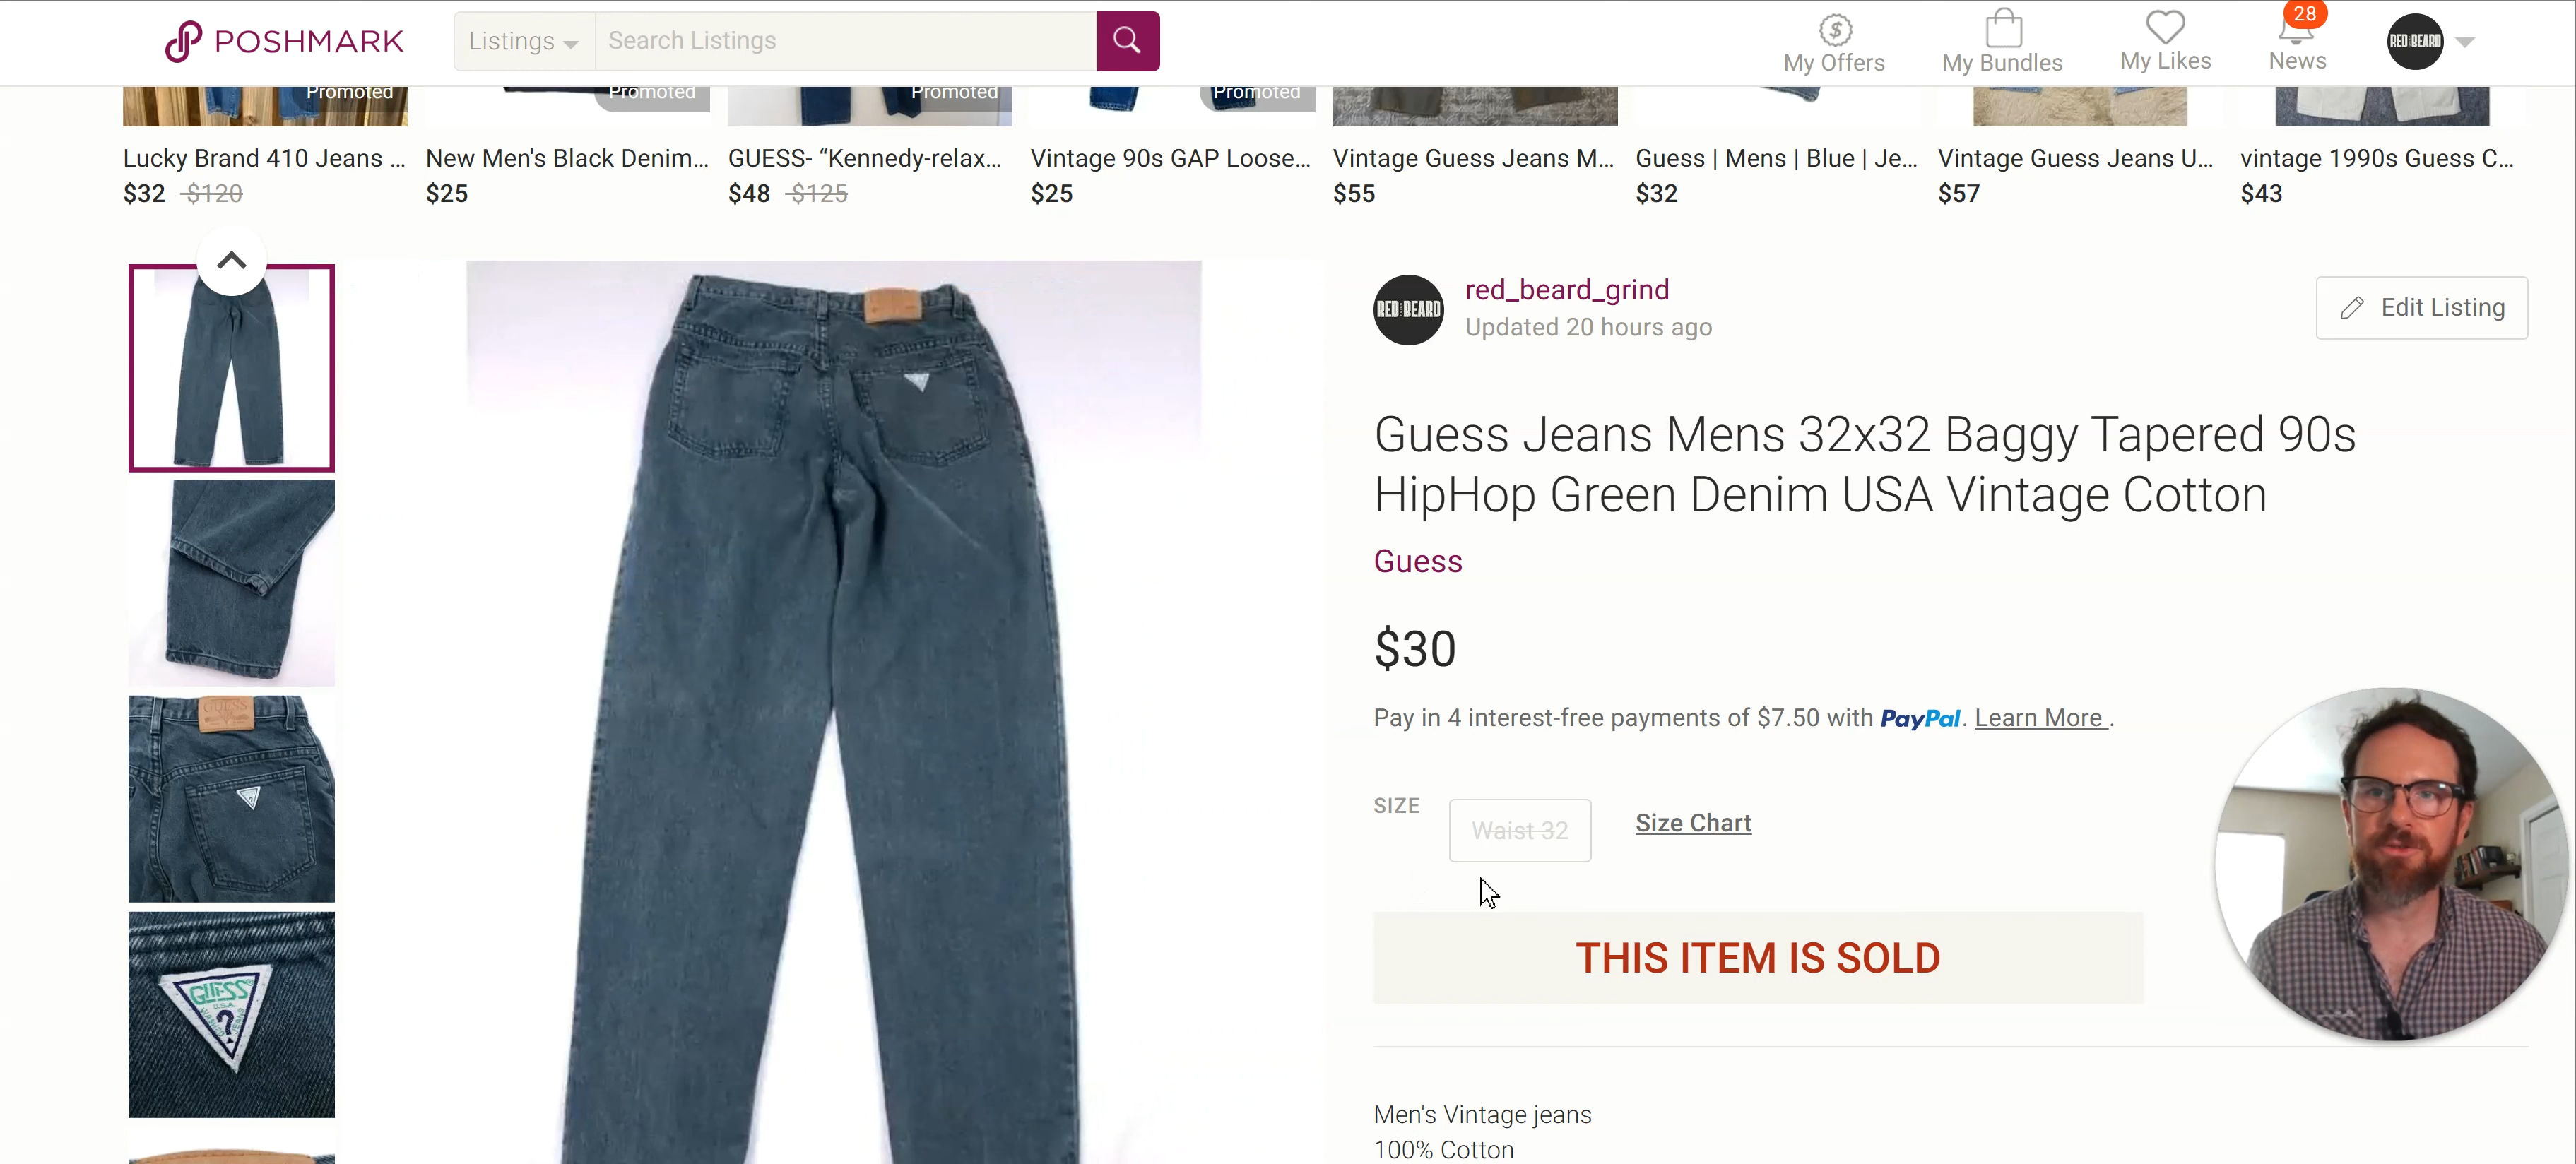 POSHMARK
Listings
Search Listings
My Offers
My Bundles
My Likes
28
News
RED BEARD
Promoted
Promoted
Promoted
Promoted
Lucky Brand 410 Jeans ...
New Men's Black Denim...
GUESS- “Kennedy-relax...
Vintage 90s GAP Loose...
Vintage Guess Jeans M...
Guess | Mens | Blue | Je...
Vintage Guess Jeans U...
vintage 1990s Guess C...
$32 $120
$25
$48 $125
$25
$55
$32
$57
$43
RED BEARD
red_beard_grind
Updated 20 hours ago
Edit Listing
Guess Jeans Mens 32x32 Baggy Tapered 90s
HipHop Green Denim USA Vintage Cotton
Guess
$30
Pay in 4 interest-free payments of $7.50 with PayPal. Learn More .
SIZE
Waist 32
Size Chart
THIS ITEM IS SOLD
Men's Vintage jeans
100% Cotton
GUESS
GUESS
U.S.A.
?